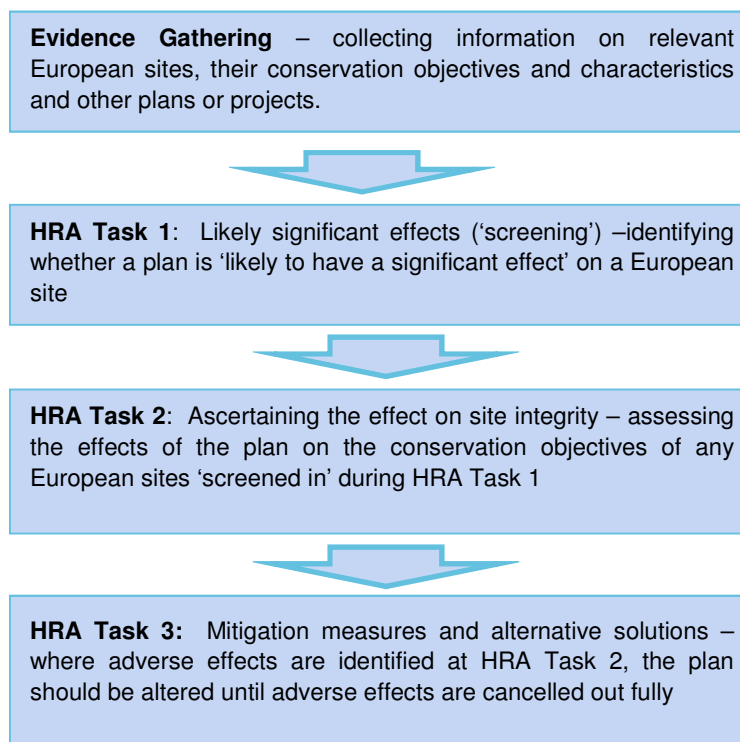 Evidence Gathering – collecting information on relevant
European sites, their conservation objectives and characteristics
and other plans or projects.
HRA Task 1: Likely significant effects (‘screening’) –identifying
whether a plan is ‘likely to have a significant effect’ on a European
site
HRA Task 2: Ascertaining the effect on site integrity – assessing
the effects of the plan on the conservation objectives of any
European sites ‘screened in’ during HRA Task 1
HRA Task 3: Mitigation measures and alternative solutions –
where adverse effects are identified at HRA Task 2, the plan
should be altered until adverse effects are cancelled out fully